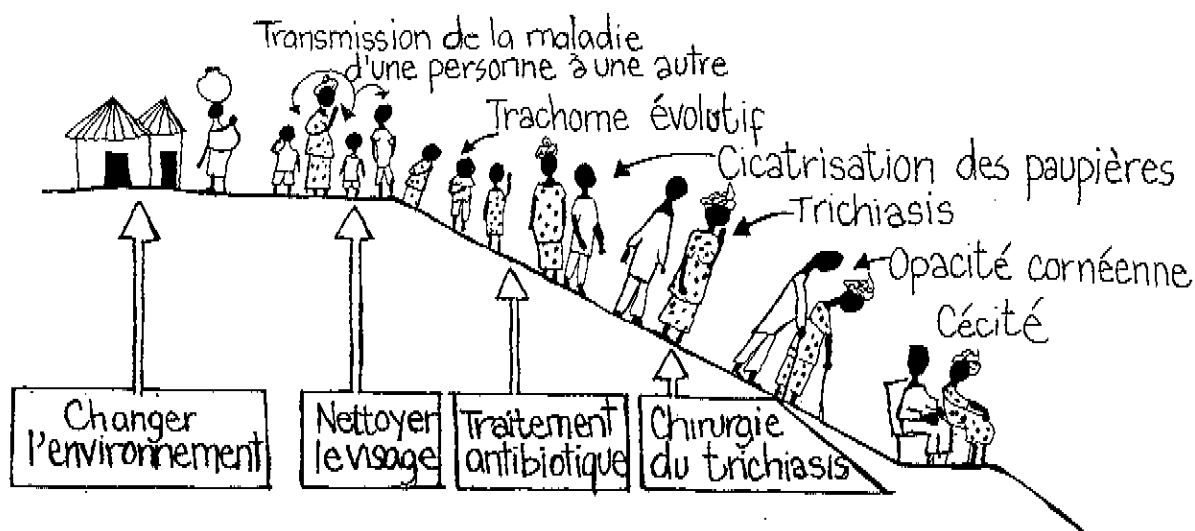 Transmission de la maladie
d'une personne à une autre
Trachome évolutif
Cicatrisation des paupières
Trichiasis
Opacité cornéenne
Cécité
Changer
l'environnement
Nettoyer
le visage
Traitement
antibiotique
Chirurgie
du trichiasis